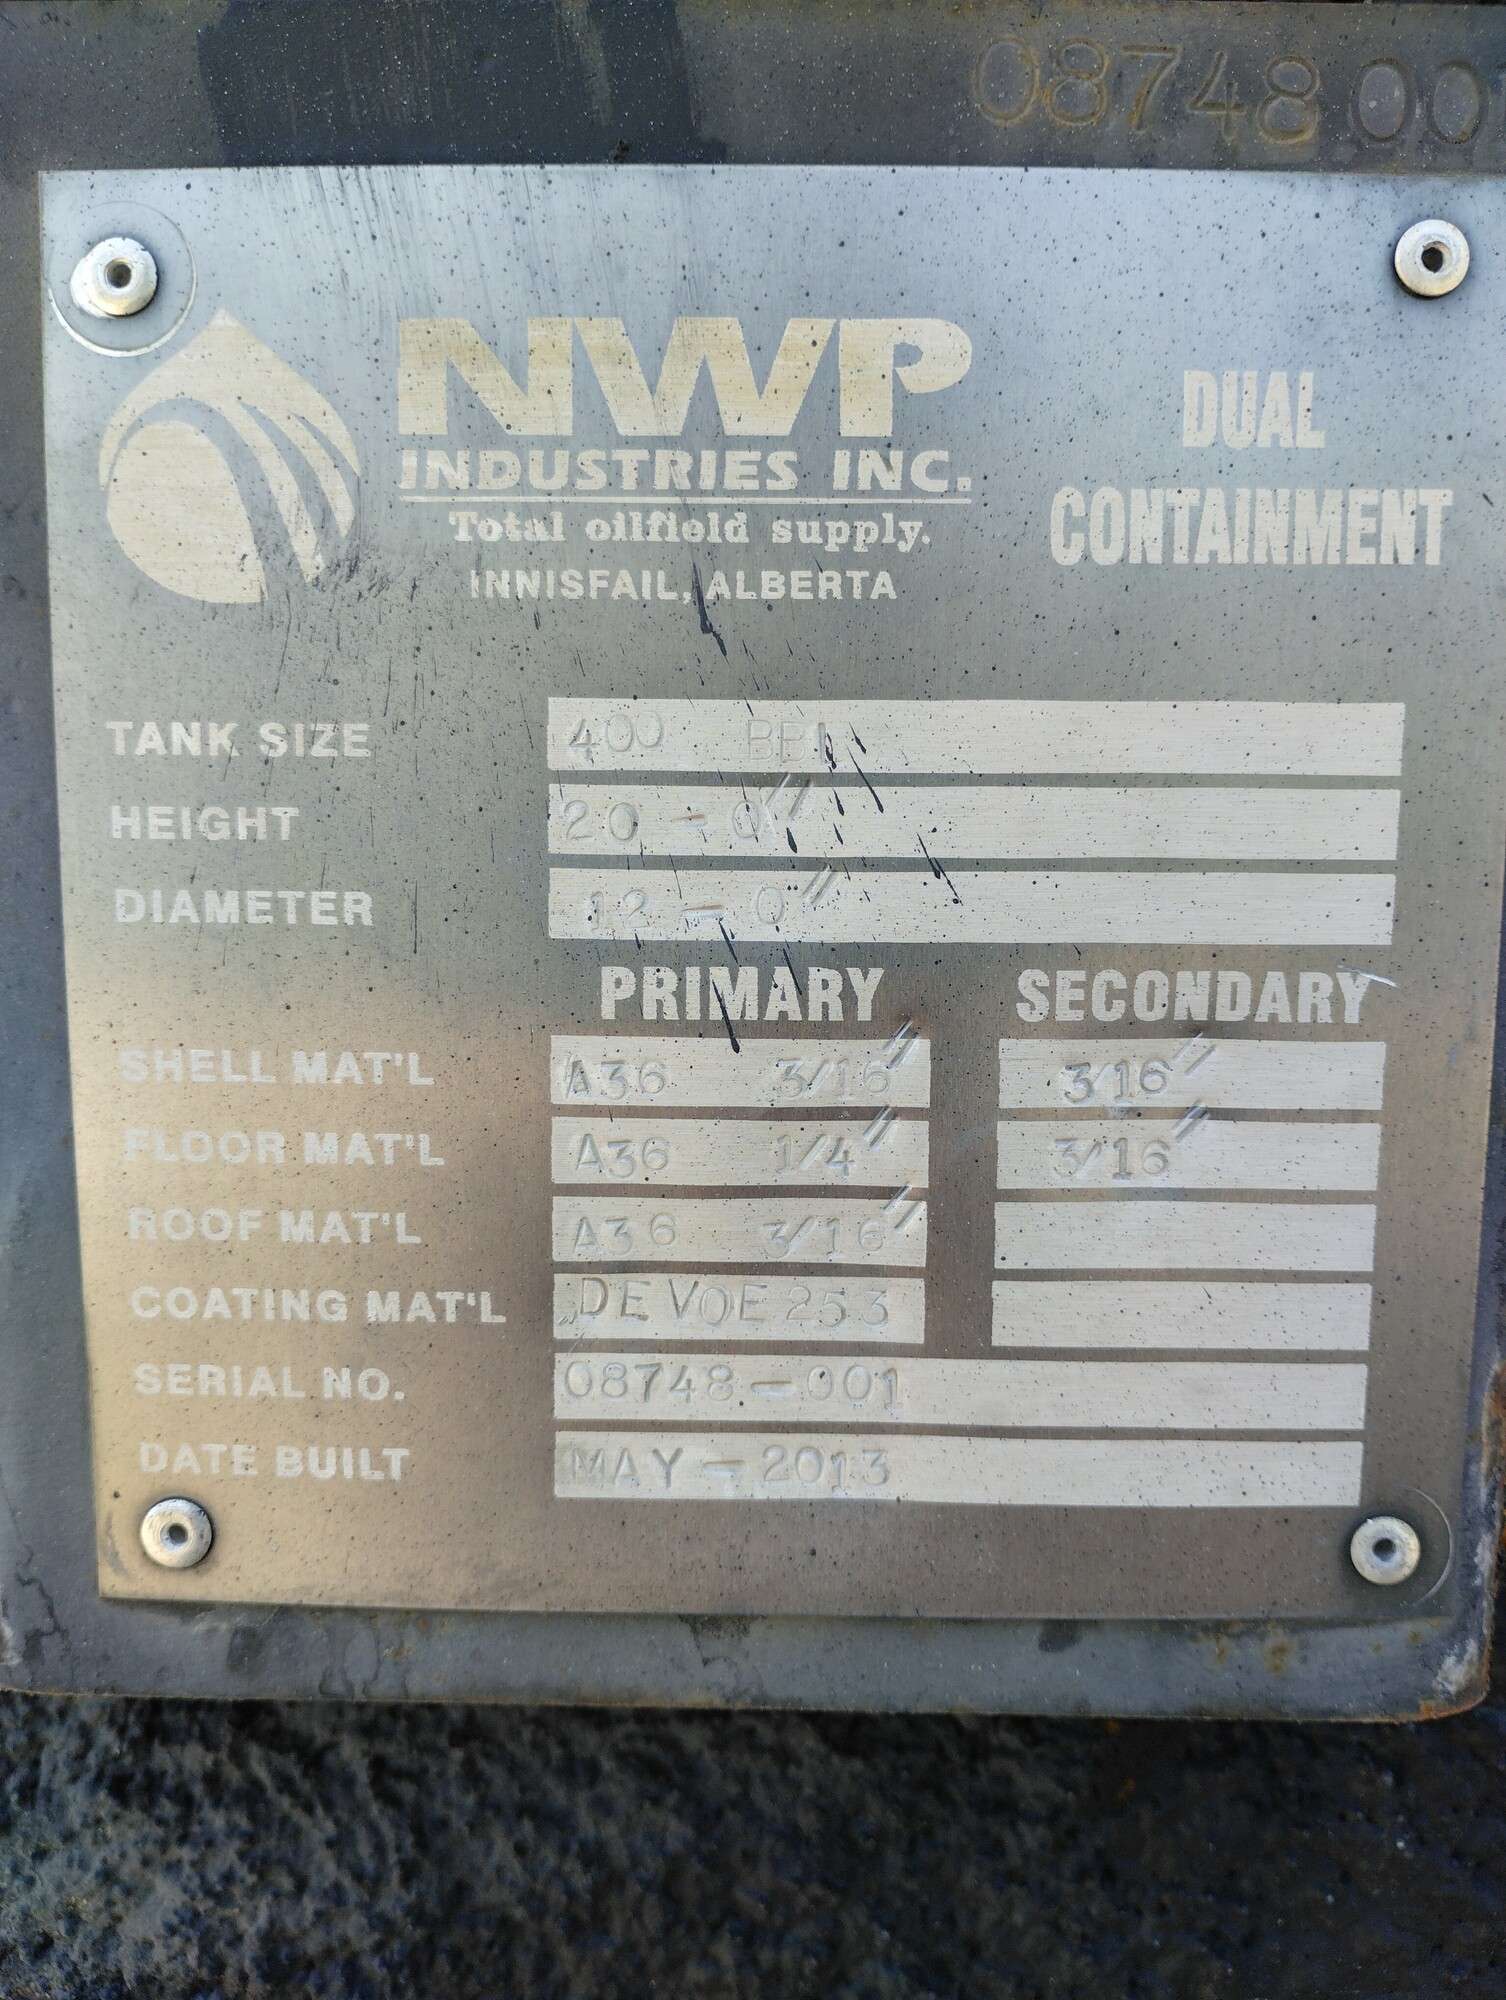 0874800
NWP
INDUSTRIES INC.
Total oilfield supply.
INNISFAIL, ALBERTA
DUAL
CONTAINMENT
TANK SIZE 400 BBL
HEIGHT 20 - 0"
DIAMETER 12 - 0"
PRIMARY SECONDARY
SHELL MAT'L A36 3/16" 3/16"
FLOOR MAT'L A36 1/4" 3/16"
ROOF MAT'L A36 3/16"
COATING MAT'L DEVOE 253
SERIAL NO. 08748-001
DATE BUILT MAY - 2013